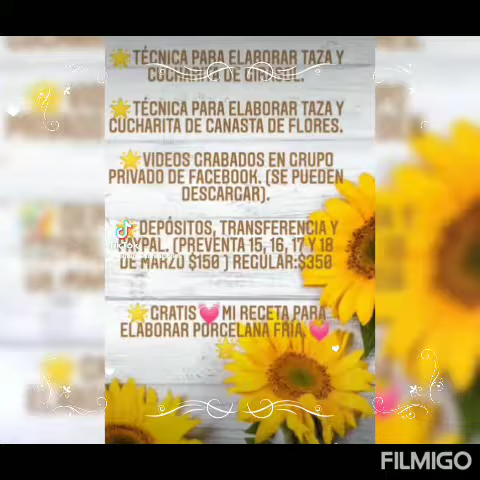 🌟TÉCNICA PARA ELABORAR TAZA Y
CUCHARITA DE GIRASOL.
🌟TÉCNICA PARA ELABORAR TAZA Y
CUCHARITA DE CANASTA DE FLORES.
🌟VIDEOS GRABADOS EN GRUPO
PRIVADO DE FACEBOOK. (SE PUEDEN
DESCARGAR).
DEPÓSITOS, TRANSFERENCIA Y
PAYPAL. (PREVENTA 15, 16, 17 Y 18
DE MARZO $150 ) REGULAR:$350
🌟GRATIS💗MI RECETA PARA
ELABORAR PORCELANA FRÍA.💗
FILMIGO